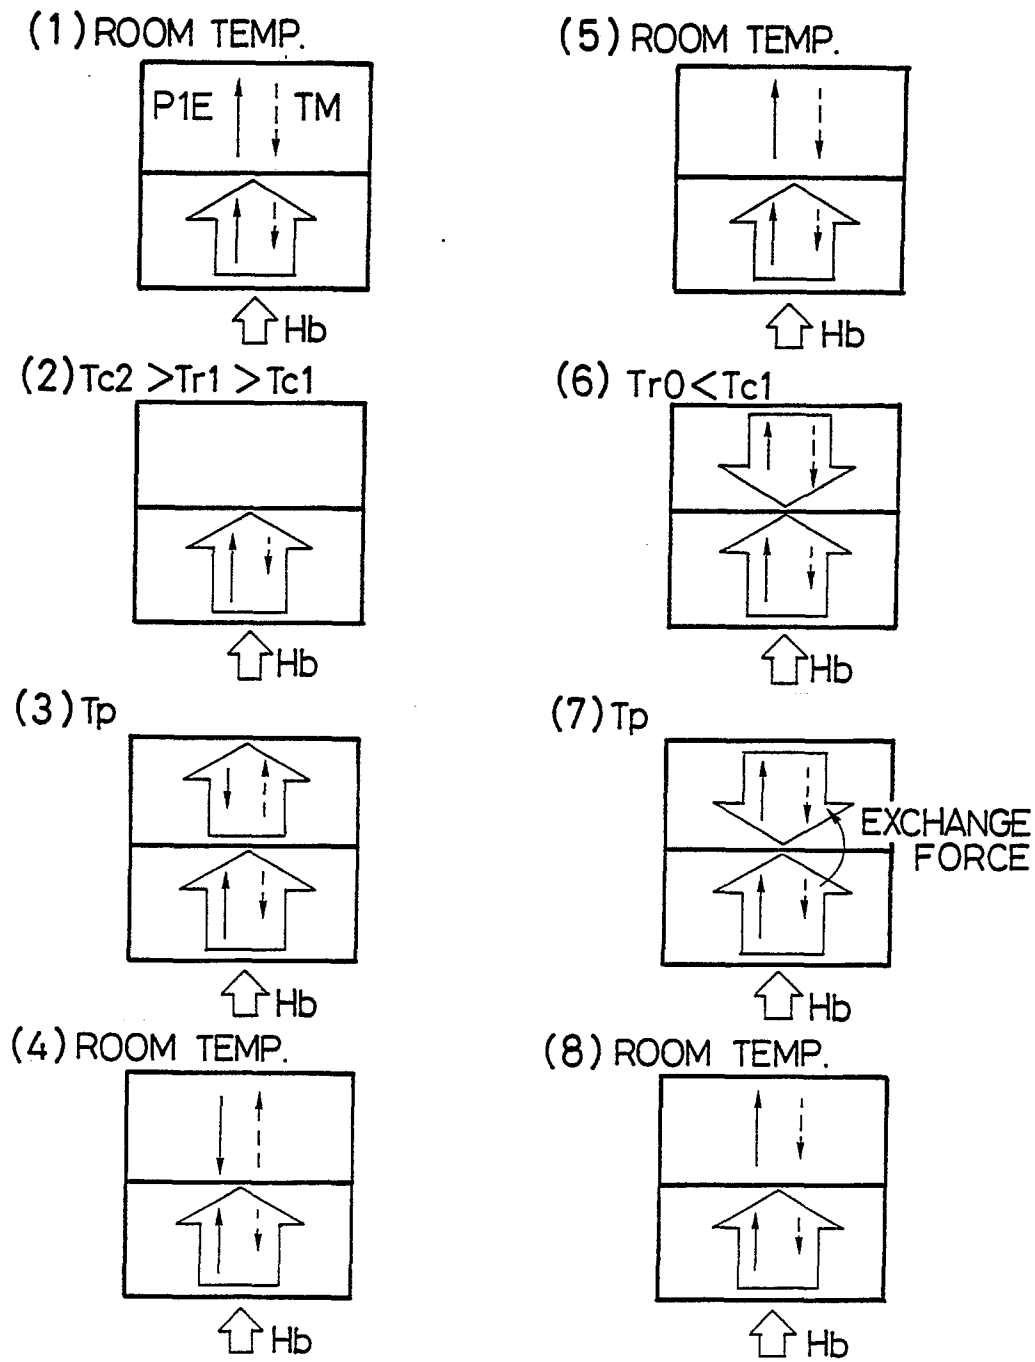 (1) ROOM TEMP.
P1E TM
Hb
(2) Tc2 >Tr1 >Tc1
Hb
(3) Tp
Hb
(4) ROOM TEMP.
Hb
(5) ROOM TEMP.
Hb
(6) Tr0<Tc1
Hb
(7) Tp
EXCHANGE
FORCE
Hb
(8) ROOM TEMP.
Hb